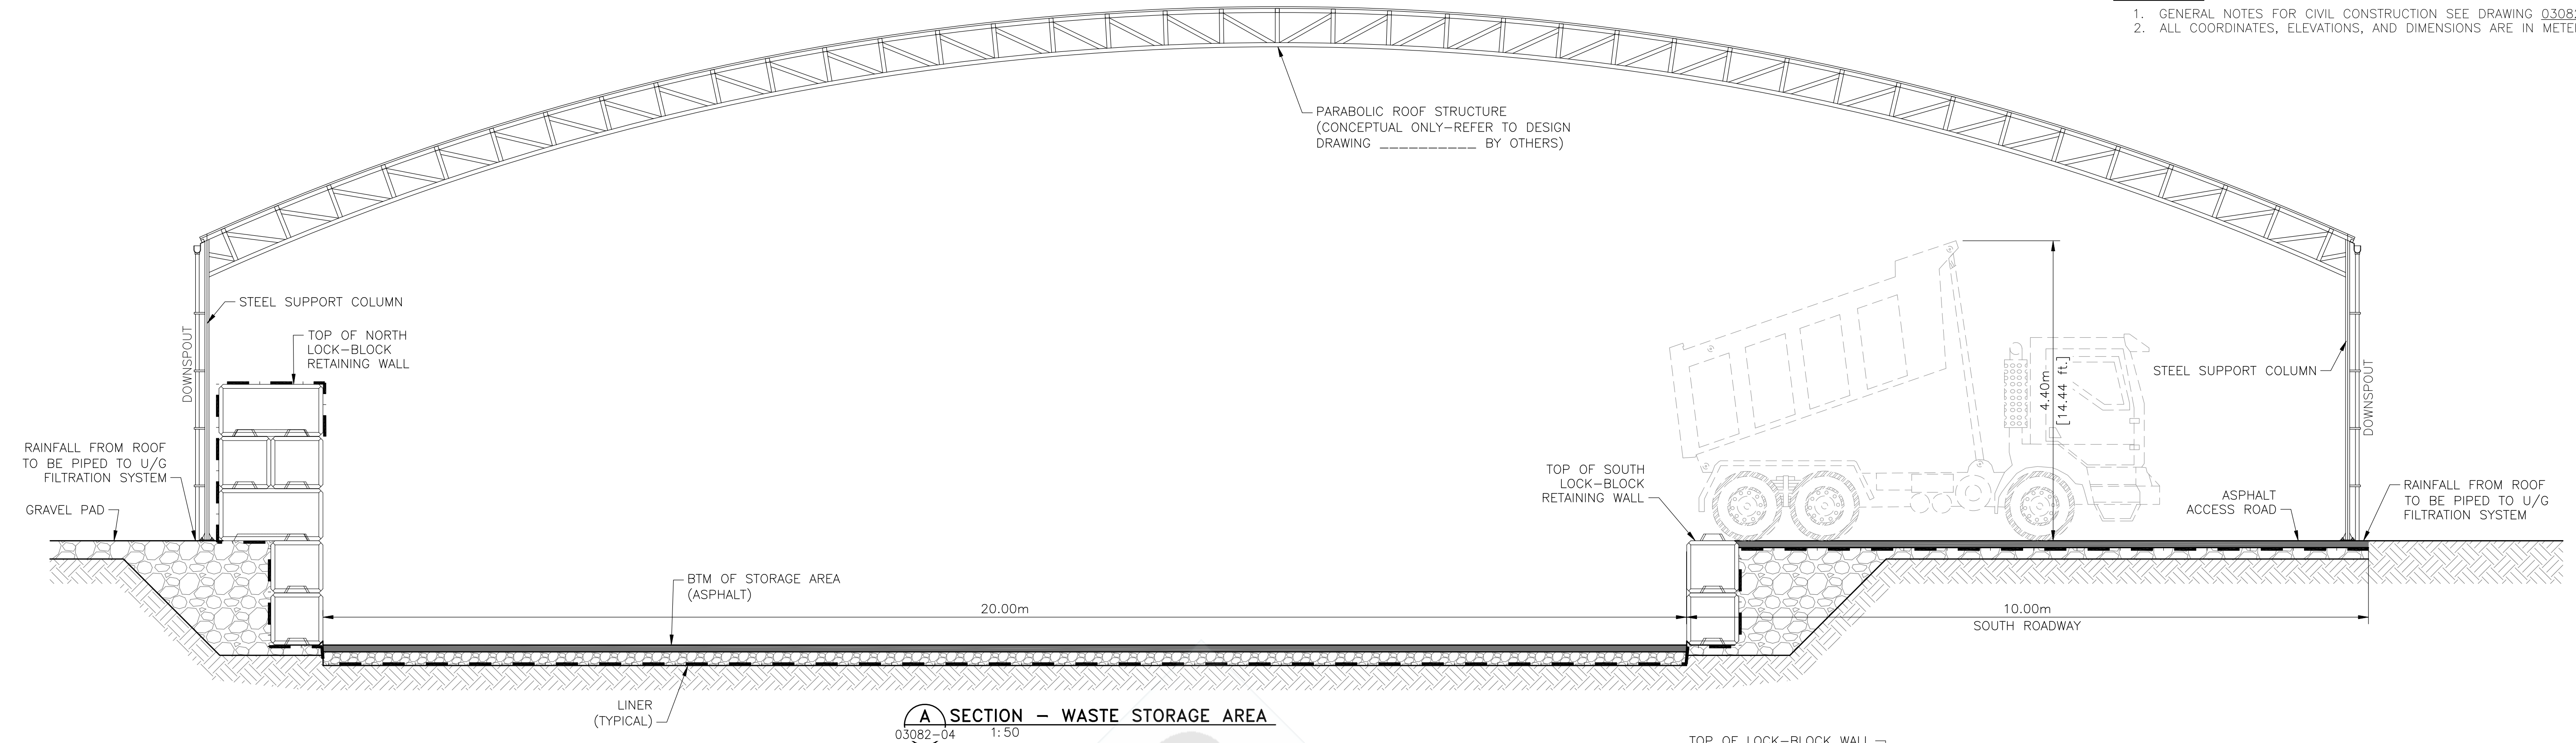 1. GENERAL NOTES FOR CIVIL CONSTRUCTION SEE DRAWING
2. ALL COORDINATES, ELEVATIONS, AND DIMENSIONS ARE IN
PARABOLIC ROOF STRUCTURE
(CONCEPTUAL ONLY-REFER TO DESIGN
DRAWING __________ BY OTHERS)
STEEL SUPPORT COLUMN
DOWNSPOUT
TOP OF NORTH
LOCK-BLOCK
RETAINING WALL
RAINFALL FROM ROOF
TO BE PIPED TO U/G
FILTRATION SYSTEM
GRAVEL PAD
BTM OF STORAGE AREA
(ASPHALT)
20.00m
LINER
(TYPICAL)
TOP OF SOUTH
LOCK-BLOCK
RETAINING WALL
4.40m
[14.44 ft.]
STEEL SUPPORT COLUMN
DOWNSPOUT
ASPHALT
ACCESS ROAD
RAINFALL FROM ROOF
TO BE PIPED TO U/G
FILTRATION SYSTEM
10.00m
SOUTH ROADWAY
A SECTION - WASTE STORAGE AREA
03082-04 1:50
TOP OF LOCK-BLOCK WALL